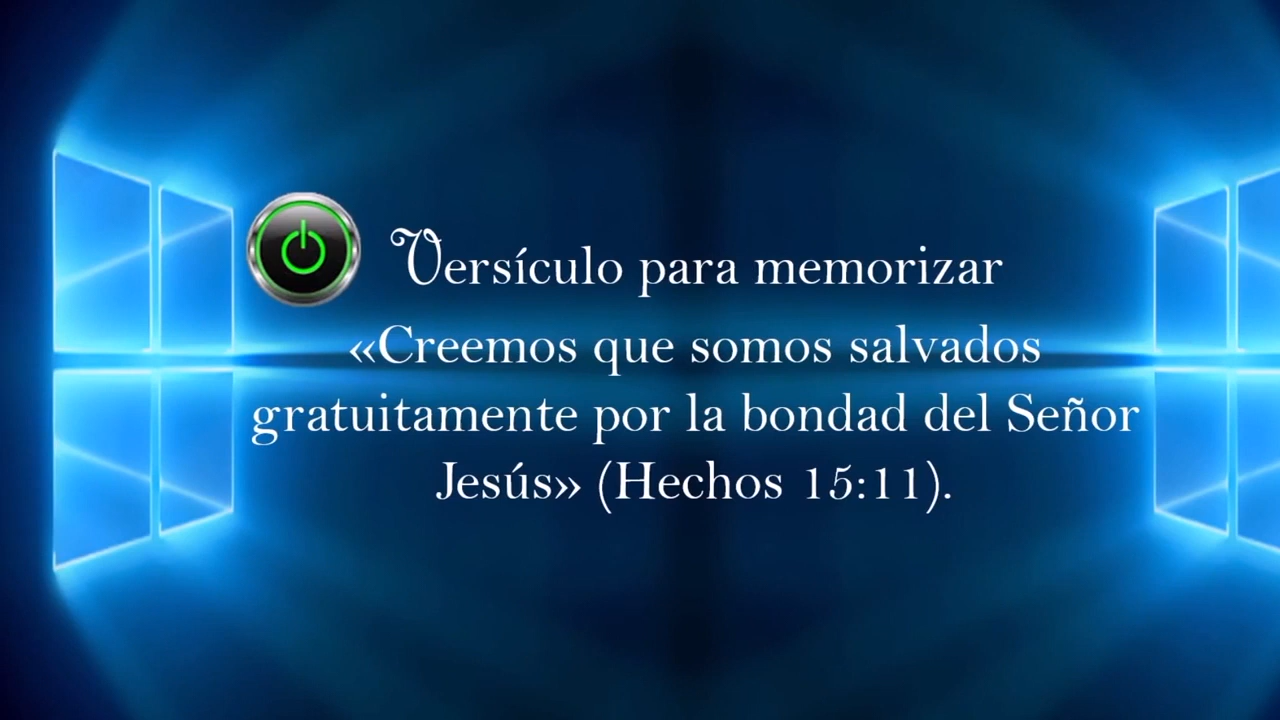 Versículo para memorizar
«Creemos que somos salvados
gratuitamente por la bondad del Señor
Jesús» (Hechos 15:11).